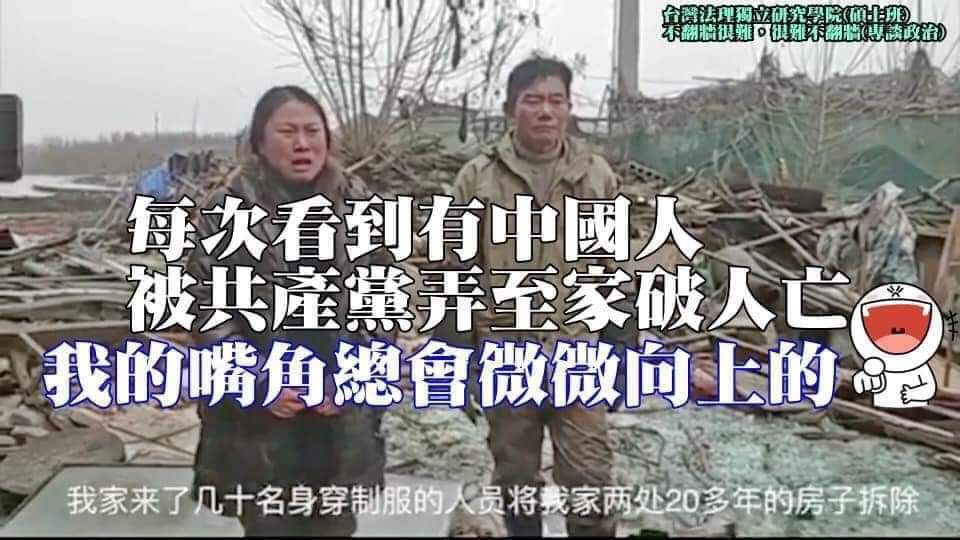 台灣法理獨立研究學院(碩士班)
不翻牆很難，很難不翻牆(專談政治)
每次看到有中國人
被共產黨弄至家破人亡
我的嘴角總會微微向上的
我家来了几十名身穿制服的人员将我家两处20多年的房子拆除